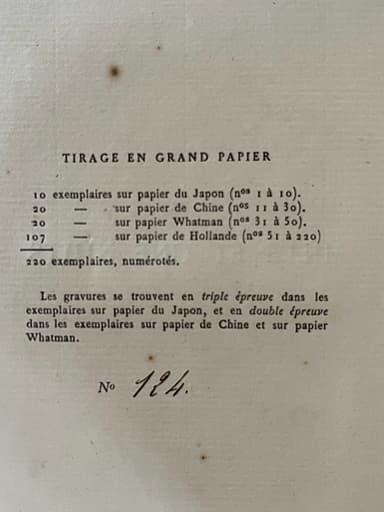 TIRAGE EN GRAND PAPIER
10 exemplaires sur papier du Japon (nos 1 à 10).
20 — sur papier de Chine (nos 11 à 30).
20 — sur papier Whatman (nos 31 à 50).
107 — sur papier de Hollande (nos 51 à 220)
220 exemplaires, numérotés.
Les gravures se trouvent en triple épreuve dans les
exemplaires sur papier du Japon, et en double épreuve
dans les exemplaires sur papier de Chine et sur papier
Whatman.
No 124.